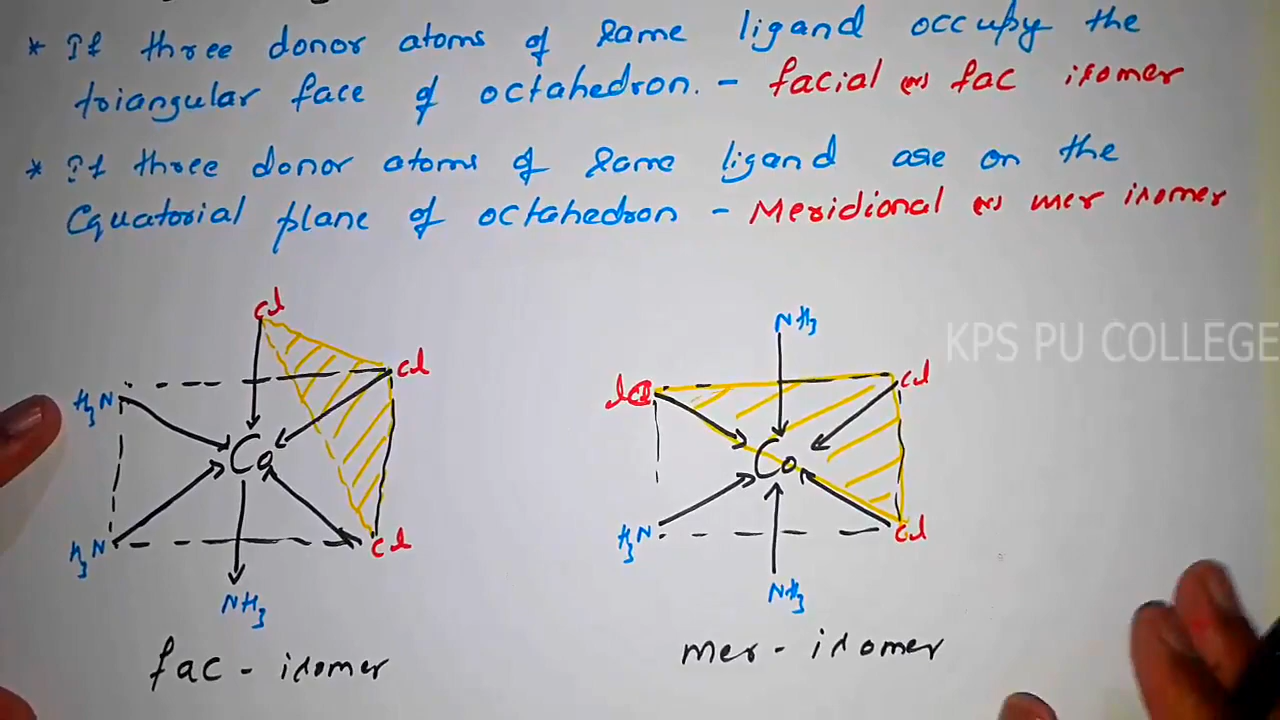 * If three donor atoms of same ligand occupy the
triangular face of octahedron. - facial or fac isomer
* If three donor atoms of same ligand are on the
Equatorial plane of octahedron - Meridional or mer isomer
Cl
Cl
H3N
Co
H3N
Cl
NH3
fac - isomer
NH3
Cl
Co
H3N
Cl
NH3
mer - isomer
KPS PU COLLEGE